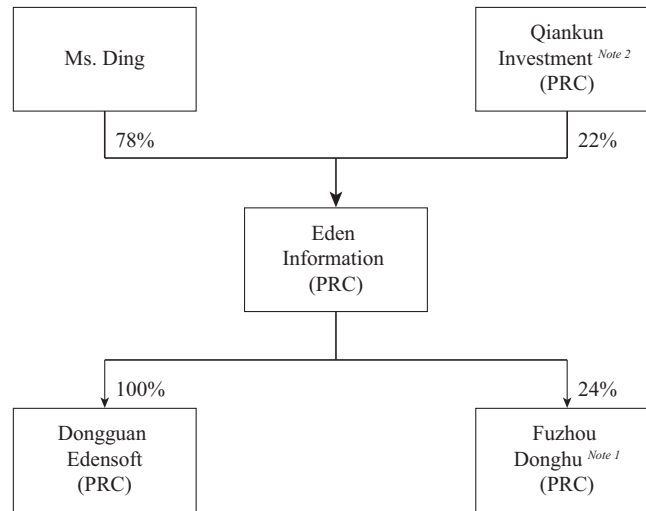 Ms. Ding
Qiankun
Investment Note 2
(PRC)
78%
22%
Eden
Information
(PRC)
100%
24%
Dongguan
Edensoft
(PRC)
Fuzhou
Donghu Note 1
(PRC)